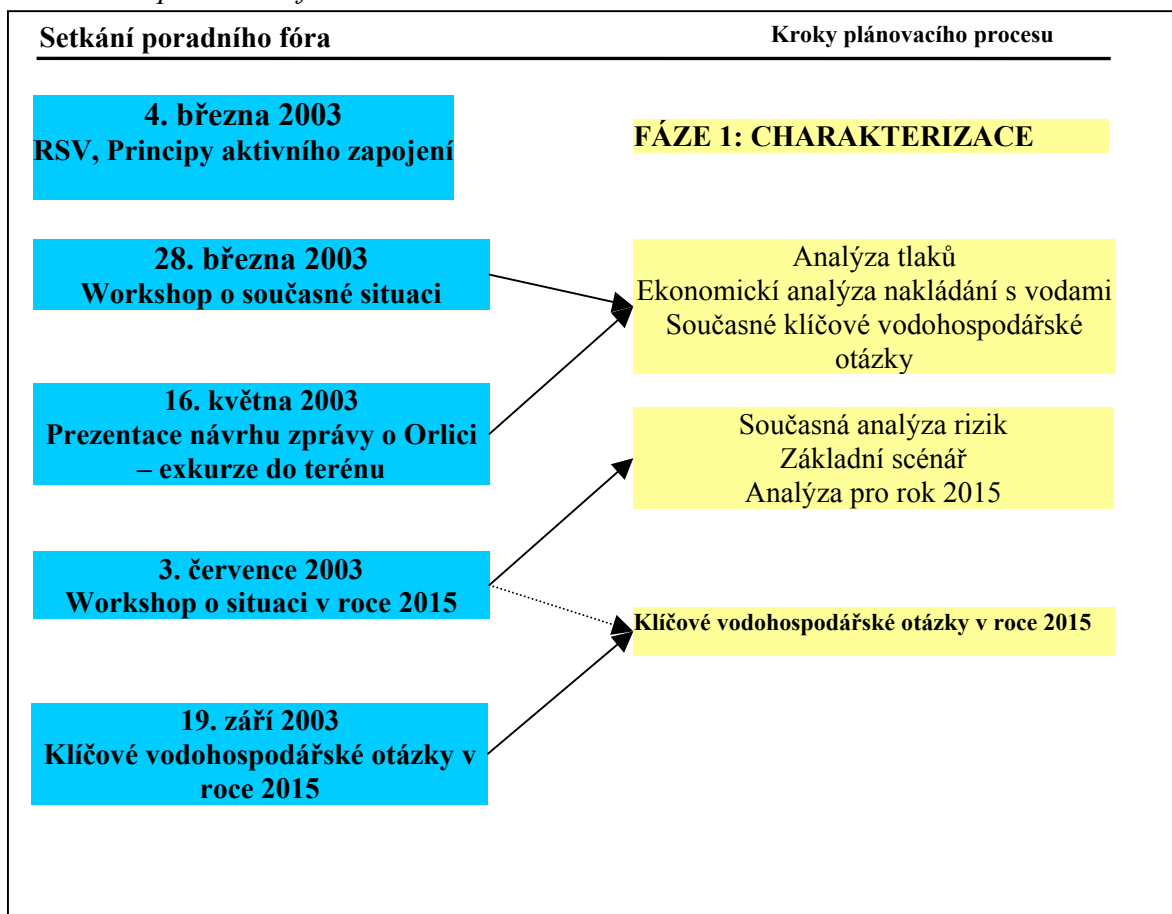 Setkání poradního fóra
Kroky plánovacího procesu
4. března 2003
RSV, Principy aktivního zapojení
FÁZE 1: CHARAKTERIZACE
28. března 2003
Workshop o současné situaci
Analýza tlaků
Ekonomickí analýza nakládání s vodami
Současné klíčové vodohospodářské
otázky
16. května 2003
Prezentace návrhu zprávy o Orlici
– exkurze do terénu
Současná analýza rizik
Základní scénář
Analýza pro rok 2015
3. července 2003
Workshop o situaci v roce 2015
Klíčové vodohospodářské otázky v roce 2015
19. září 2003
Klíčové vodohospodářské otázky v
roce 2015